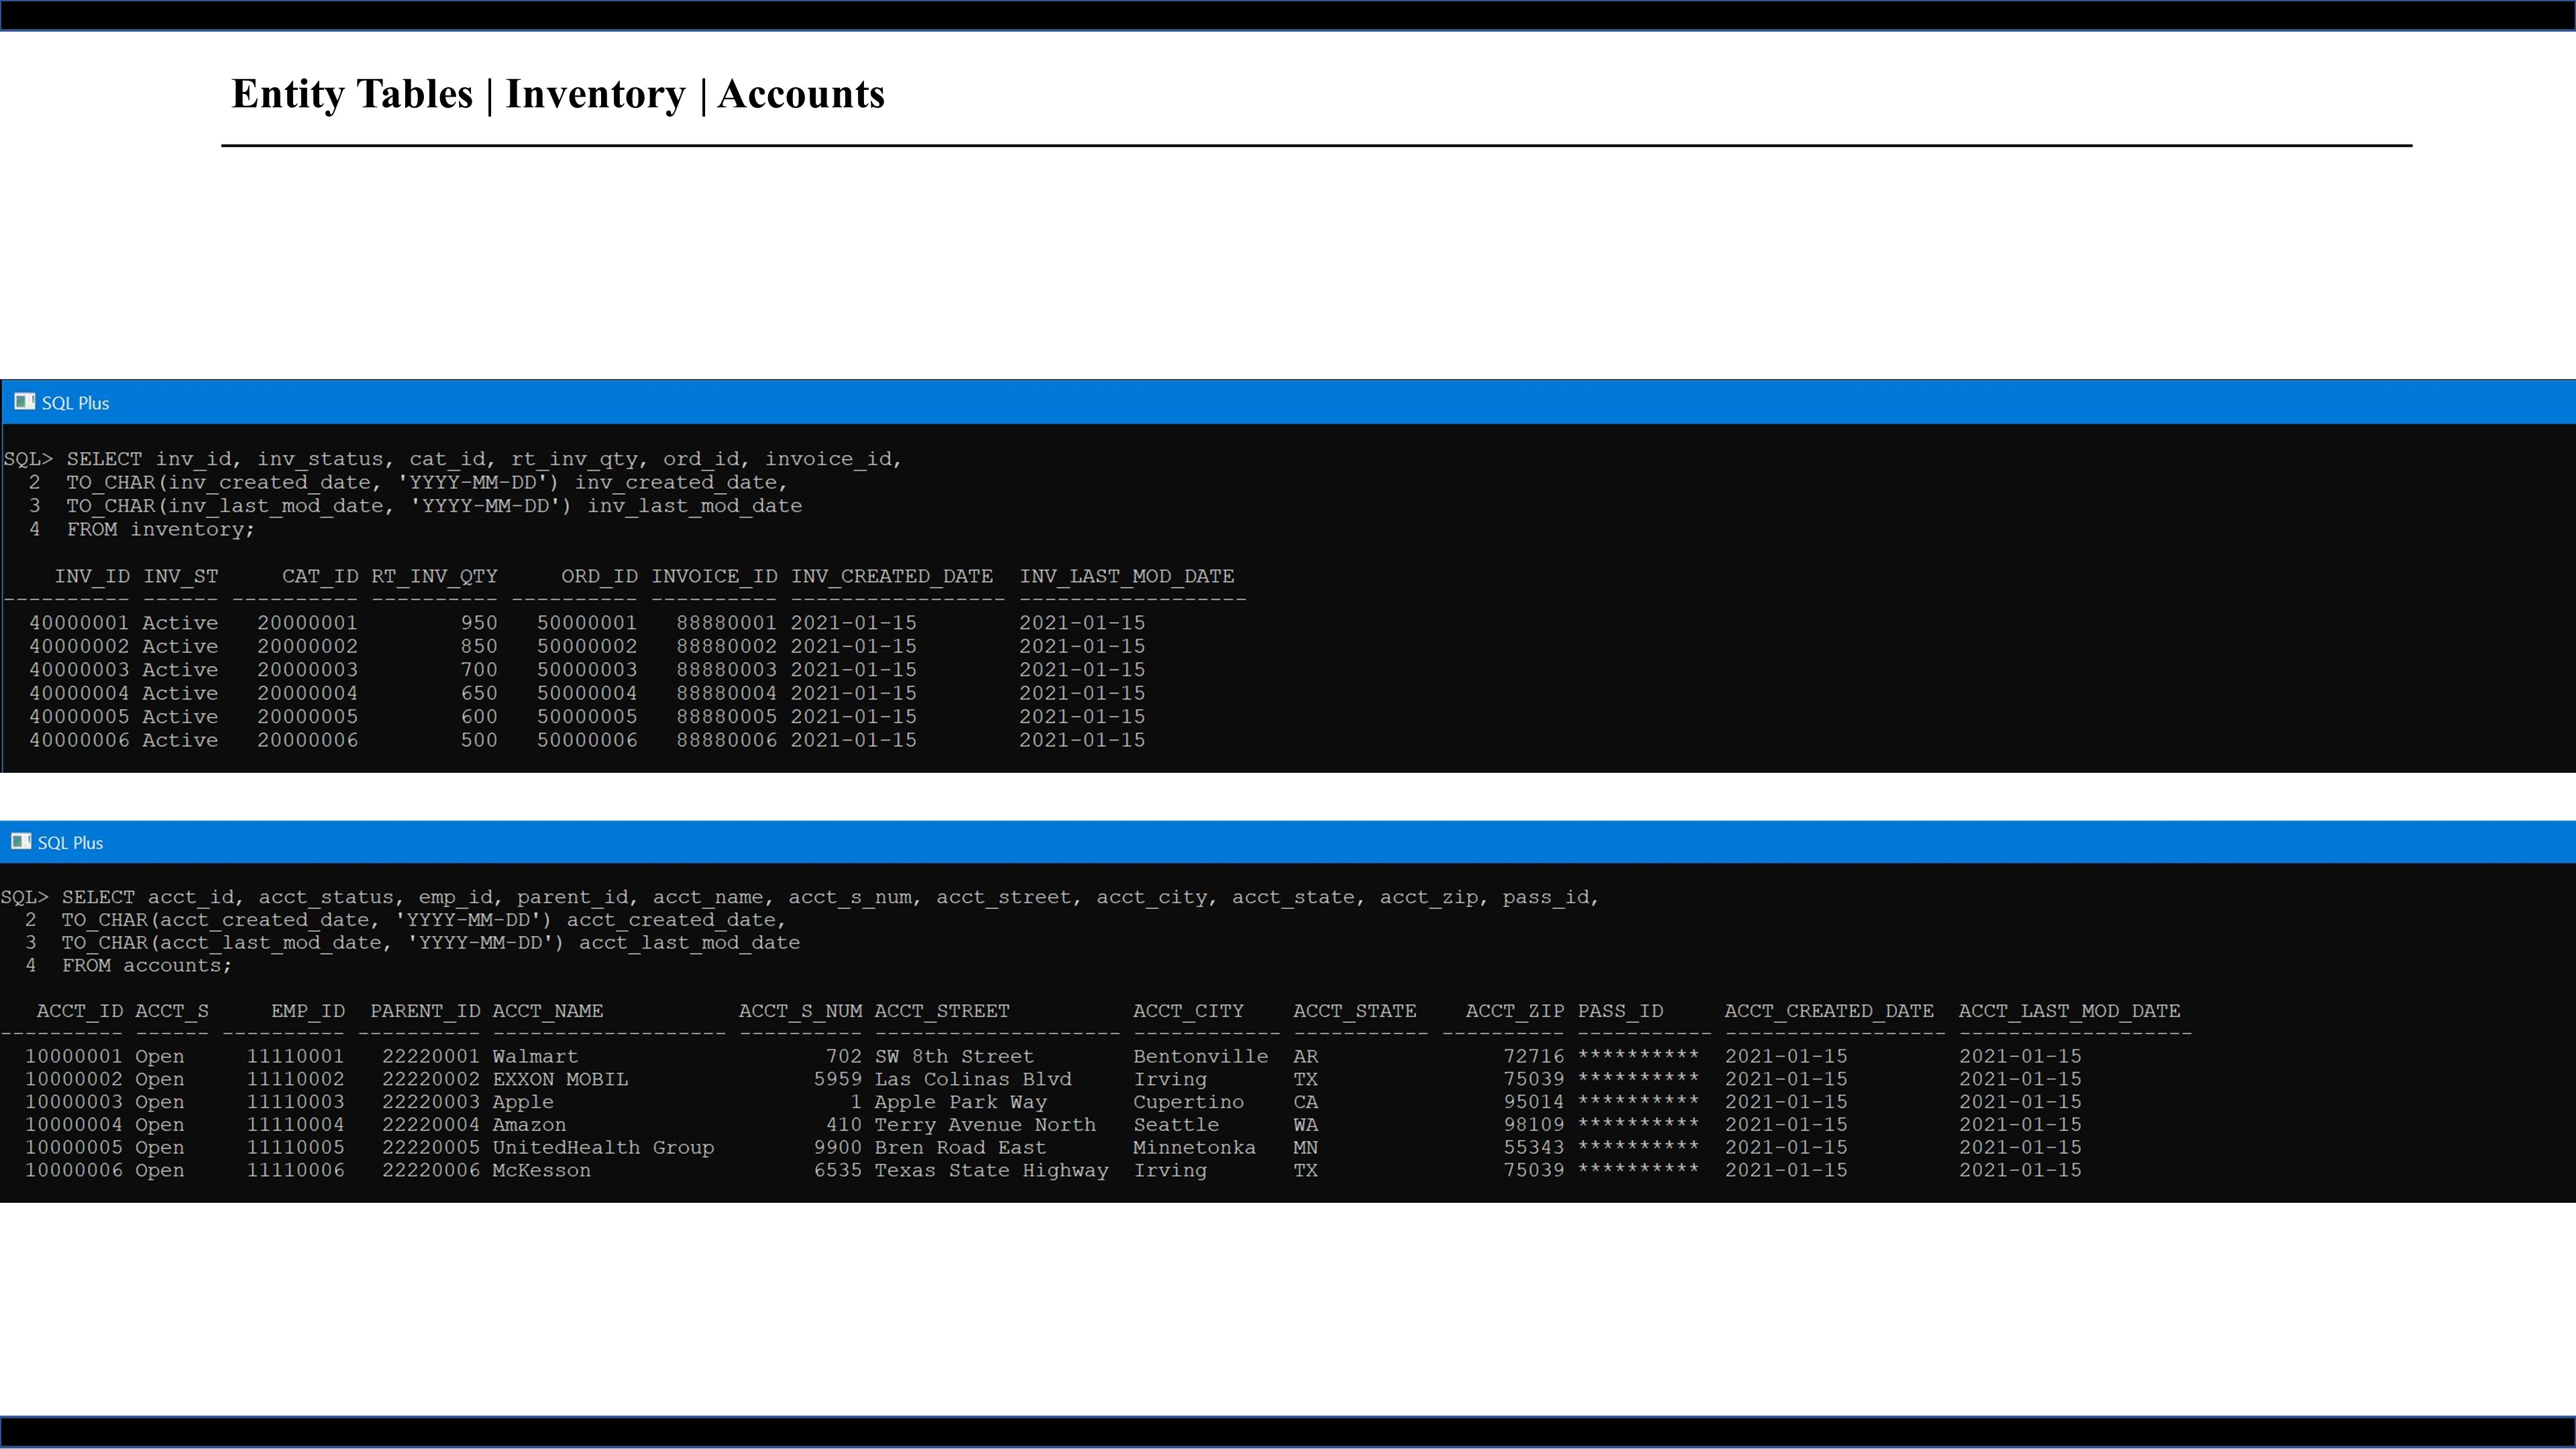 Entity Tables | Inventory | Accounts
SQL Plus
SQL> SELECT inv_id, inv_status, cat_id, rt_inv_qty, ord_id, invoice_id,
2 TO_CHAR(inv_created_date, 'YYYY-MM-DD') inv_created_date,
3 TO_CHAR(inv_last_mod_date, 'YYYY-MM-DD') inv_last_mod_date
4 FROM inventory;
INV_ID INV_ST CAT_ID RT_INV_QTY ORD_ID INVOICE_ID INV_CREATED_DATE INV_LAST_MOD_DATE
---------- ------ ---------- ---------- ---------- ---------- ----------------- ------------------
40000001 Active 20000001 950 50000001 88880001 2021-01-15 2021-01-15
40000002 Active 20000002 850 50000002 88880002 2021-01-15 2021-01-15
40000003 Active 20000003 700 50000003 88880003 2021-01-15 2021-01-15
40000004 Active 20000004 650 50000004 88880004 2021-01-15 2021-01-15
40000005 Active 20000005 600 50000005 88880005 2021-01-15 2021-01-15
40000006 Active 20000006 500 50000006 88880006 2021-01-15 2021-01-15
SQL Plus
SQL> SELECT acct_id, acct_status, emp_id, parent_id, acct_name, acct_s_num, acct_street, acct_city, acct_state, acct_zip, pass_id,
2 TO_CHAR(acct_created_date, 'YYYY-MM-DD') acct_created_date,
3 TO_CHAR(acct_last_mod_date, 'YYYY-MM-DD') acct_last_mod_date
4 FROM accounts;
ACCT_ID ACCT_S EMP_ID PARENT_ID ACCT_NAME ACCT_S_NUM ACCT_STREET ACCT_CITY ACCT_STATE ACCT_ZIP PASS_ID ACCT_CREATED_DATE ACCT_LAST_MOD_DATE
---------- ------ ---------- ---------- ------------------- ---------- -------------------- ------------ ----------- ---------- ----------- ------------------ -------------------
10000001 Open 11110001 22220001 Walmart 702 SW 8th Street Bentonville AR 72716 ********** 2021-01-15 2021-01-15
10000002 Open 11110002 22220002 EXXON MOBIL 5959 Las Colinas Blvd Irving TX 75039 ********** 2021-01-15 2021-01-15
10000003 Open 11110003 22220003 Apple 1 Apple Park Way Cupertino CA 95014 ********** 2021-01-15 2021-01-15
10000004 Open 11110004 22220004 Amazon 410 Terry Avenue North Seattle WA 98109 ********** 2021-01-15 2021-01-15
10000005 Open 11110005 22220005 UnitedHealth Group 9900 Bren Road East Minnetonka MN 55343 ********** 2021-01-15 2021-01-15
10000006 Open 11110006 22220006 McKesson 6535 Texas State Highway Irving TX 75039 ********** 2021-01-15 2021-01-15